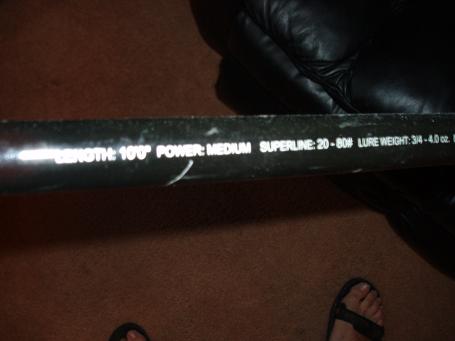 LENGTH: 10'0" POWER: MEDIUM SUPERLINE: 20 - 80# LURE WEIGHT: 3/4 - 4.0 oz.